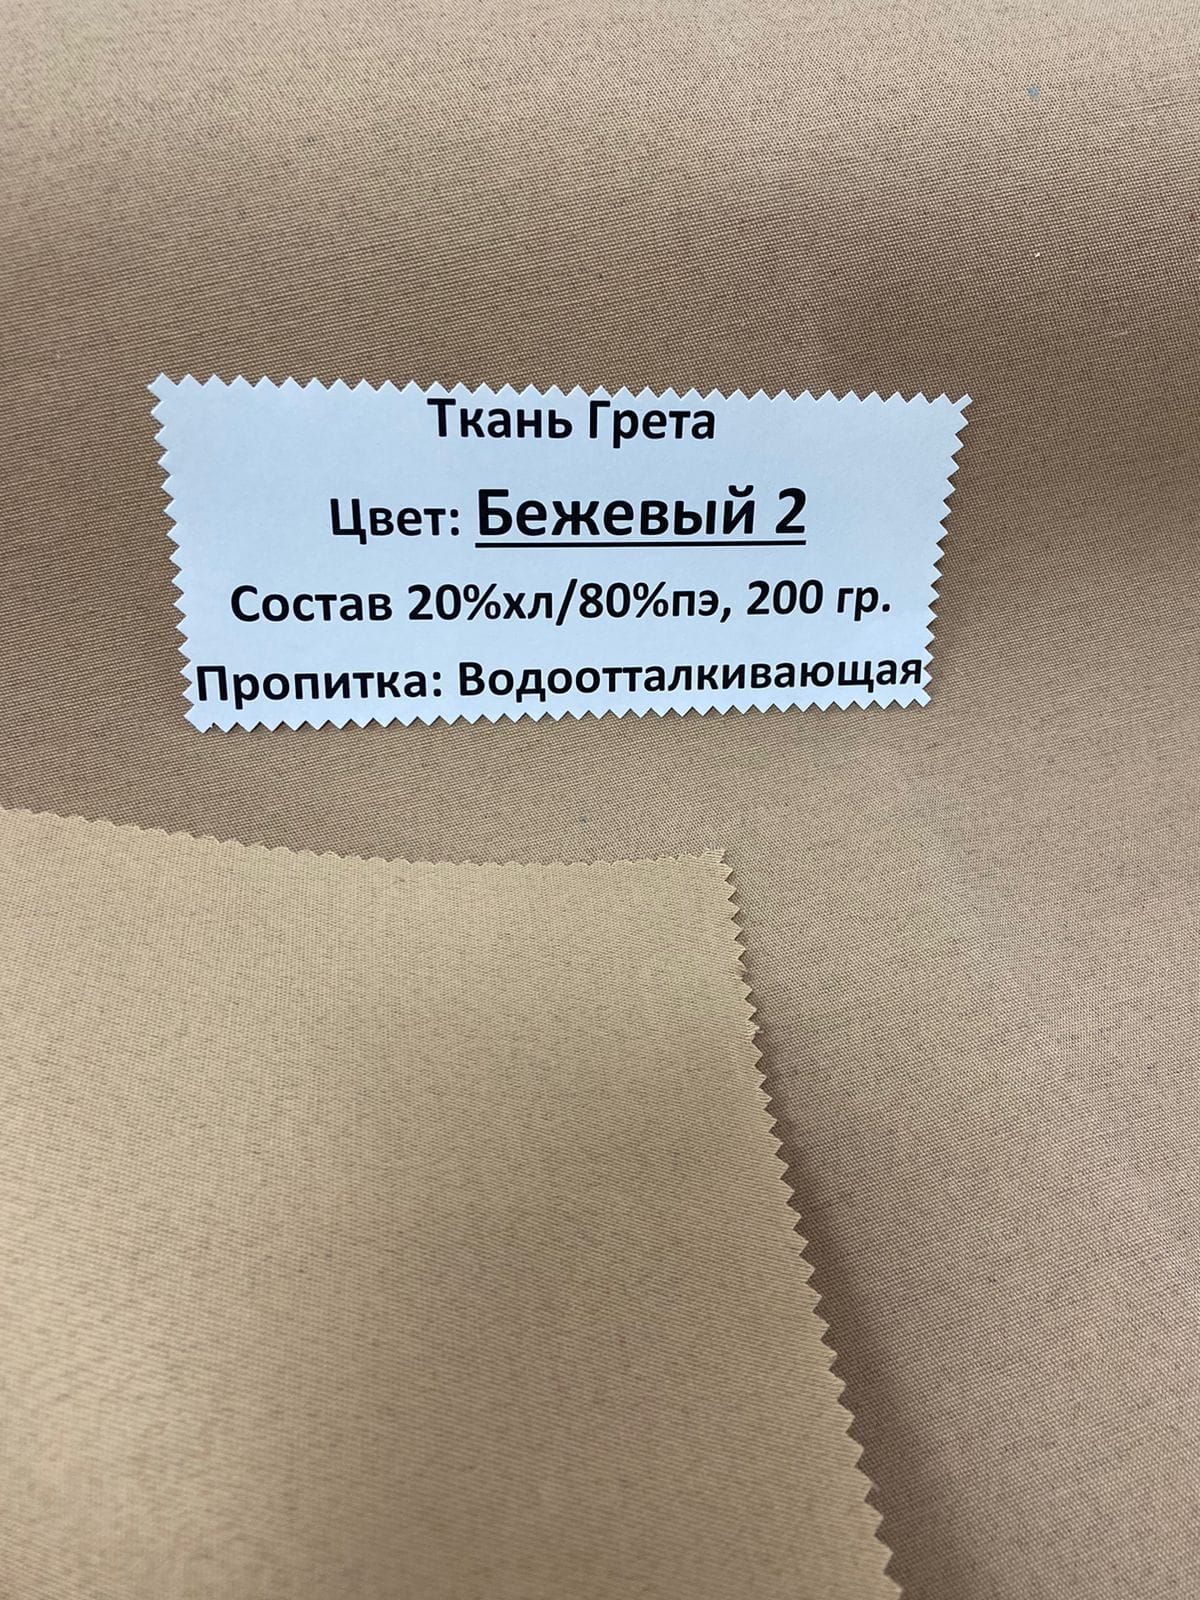 Ткань Грета
Цвет: Бежевый 2
Состав 20%хл/80%пэ, 200 гр.
Пропитка: Водоотталкивающая